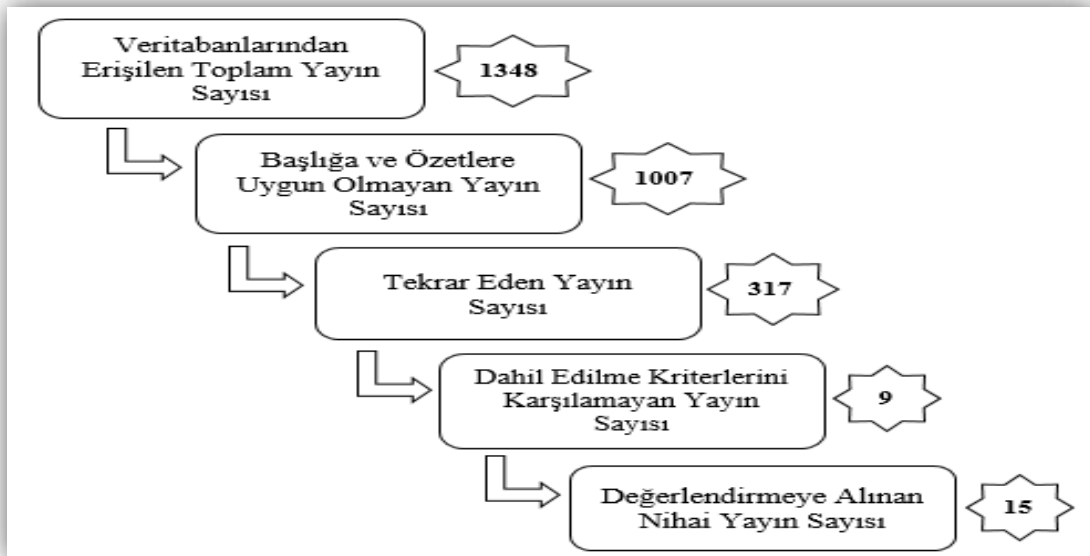 Veritabanlarından
Erişilen Toplam Yayın
Sayısı
1348
Başlığa ve Özetlere
Uygun Olmayan Yayın
Sayısı
1007
Tekrar Eden Yayın
Sayısı
317
Dahil Edilme Kriterlerini
Karşılamayan Yayın
Sayısı
9
Değerlendirmeye Alınan
Nihai Yayın Sayısı
15